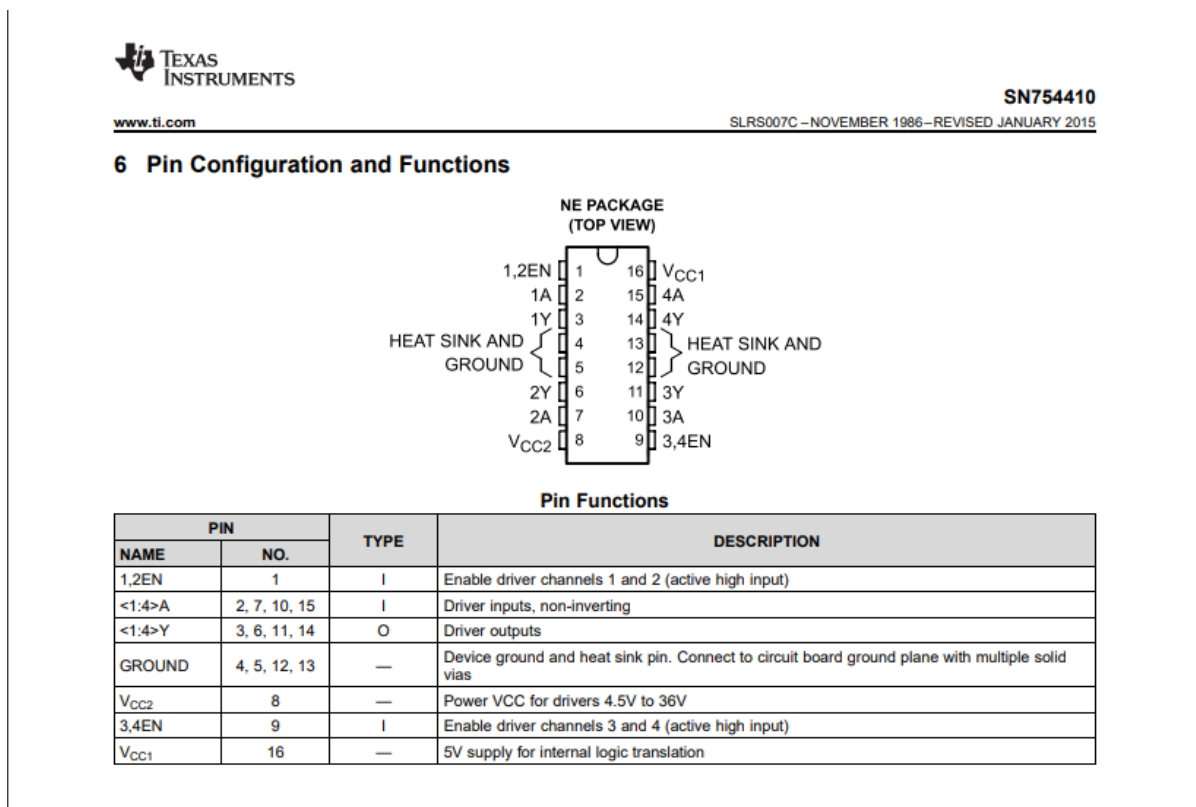 TEXAS
INSTRUMENTS
SN754410
www.ti.com SLRS007C –NOVEMBER 1986–REVISED JANUARY 2015
6 Pin Configuration and Functions
NE PACKAGE
(TOP VIEW)
1,2EN 1 16 VCC1
1A 2 15 4A
1Y 3 14 4Y
HEAT SINK AND 4 13 HEAT SINK AND
GROUND 5 12 GROUND
2Y 6 11 3Y
2A 7 10 3A
VCC2 8 9 3,4EN
Pin Functions
PIN TYPE DESCRIPTION
NAME NO.
1,2EN 1 I Enable driver channels 1 and 2 (active high input)
<1:4>A 2, 7, 10, 15 I Driver inputs, non-inverting
<1:4>Y 3, 6, 11, 14 O Driver outputs
GROUND 4, 5, 12, 13 — Device ground and heat sink pin. Connect to circuit board ground plane with multiple solid
vias
VCC2 8 — Power VCC for drivers 4.5V to 36V
3,4EN 9 I Enable driver channels 3 and 4 (active high input)
VCC1 16 — 5V supply for internal logic translation